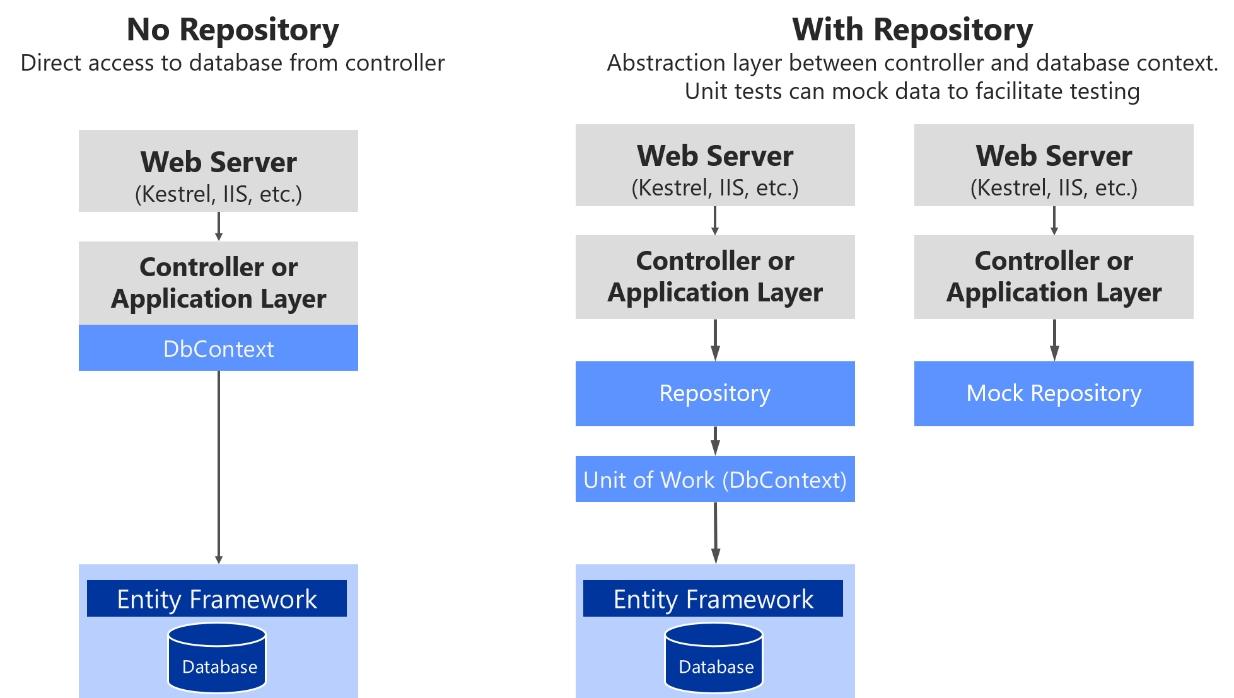 No Repository
Direct access to database from controller
Web Server
(Kestrel, IIS, etc.)
Controller or
Application Layer
DbContext
Entity Framework
Database
With Repository
Abstraction layer between controller and database context.
Unit tests can mock data to facilitate testing
Web Server
(Kestrel, IIS, etc.)
Controller or
Application Layer
Repository
Unit of Work (DbContext)
Entity Framework
Database
Web Server
(Kestrel, IIS, etc.)
Controller or
Application Layer
Mock Repository